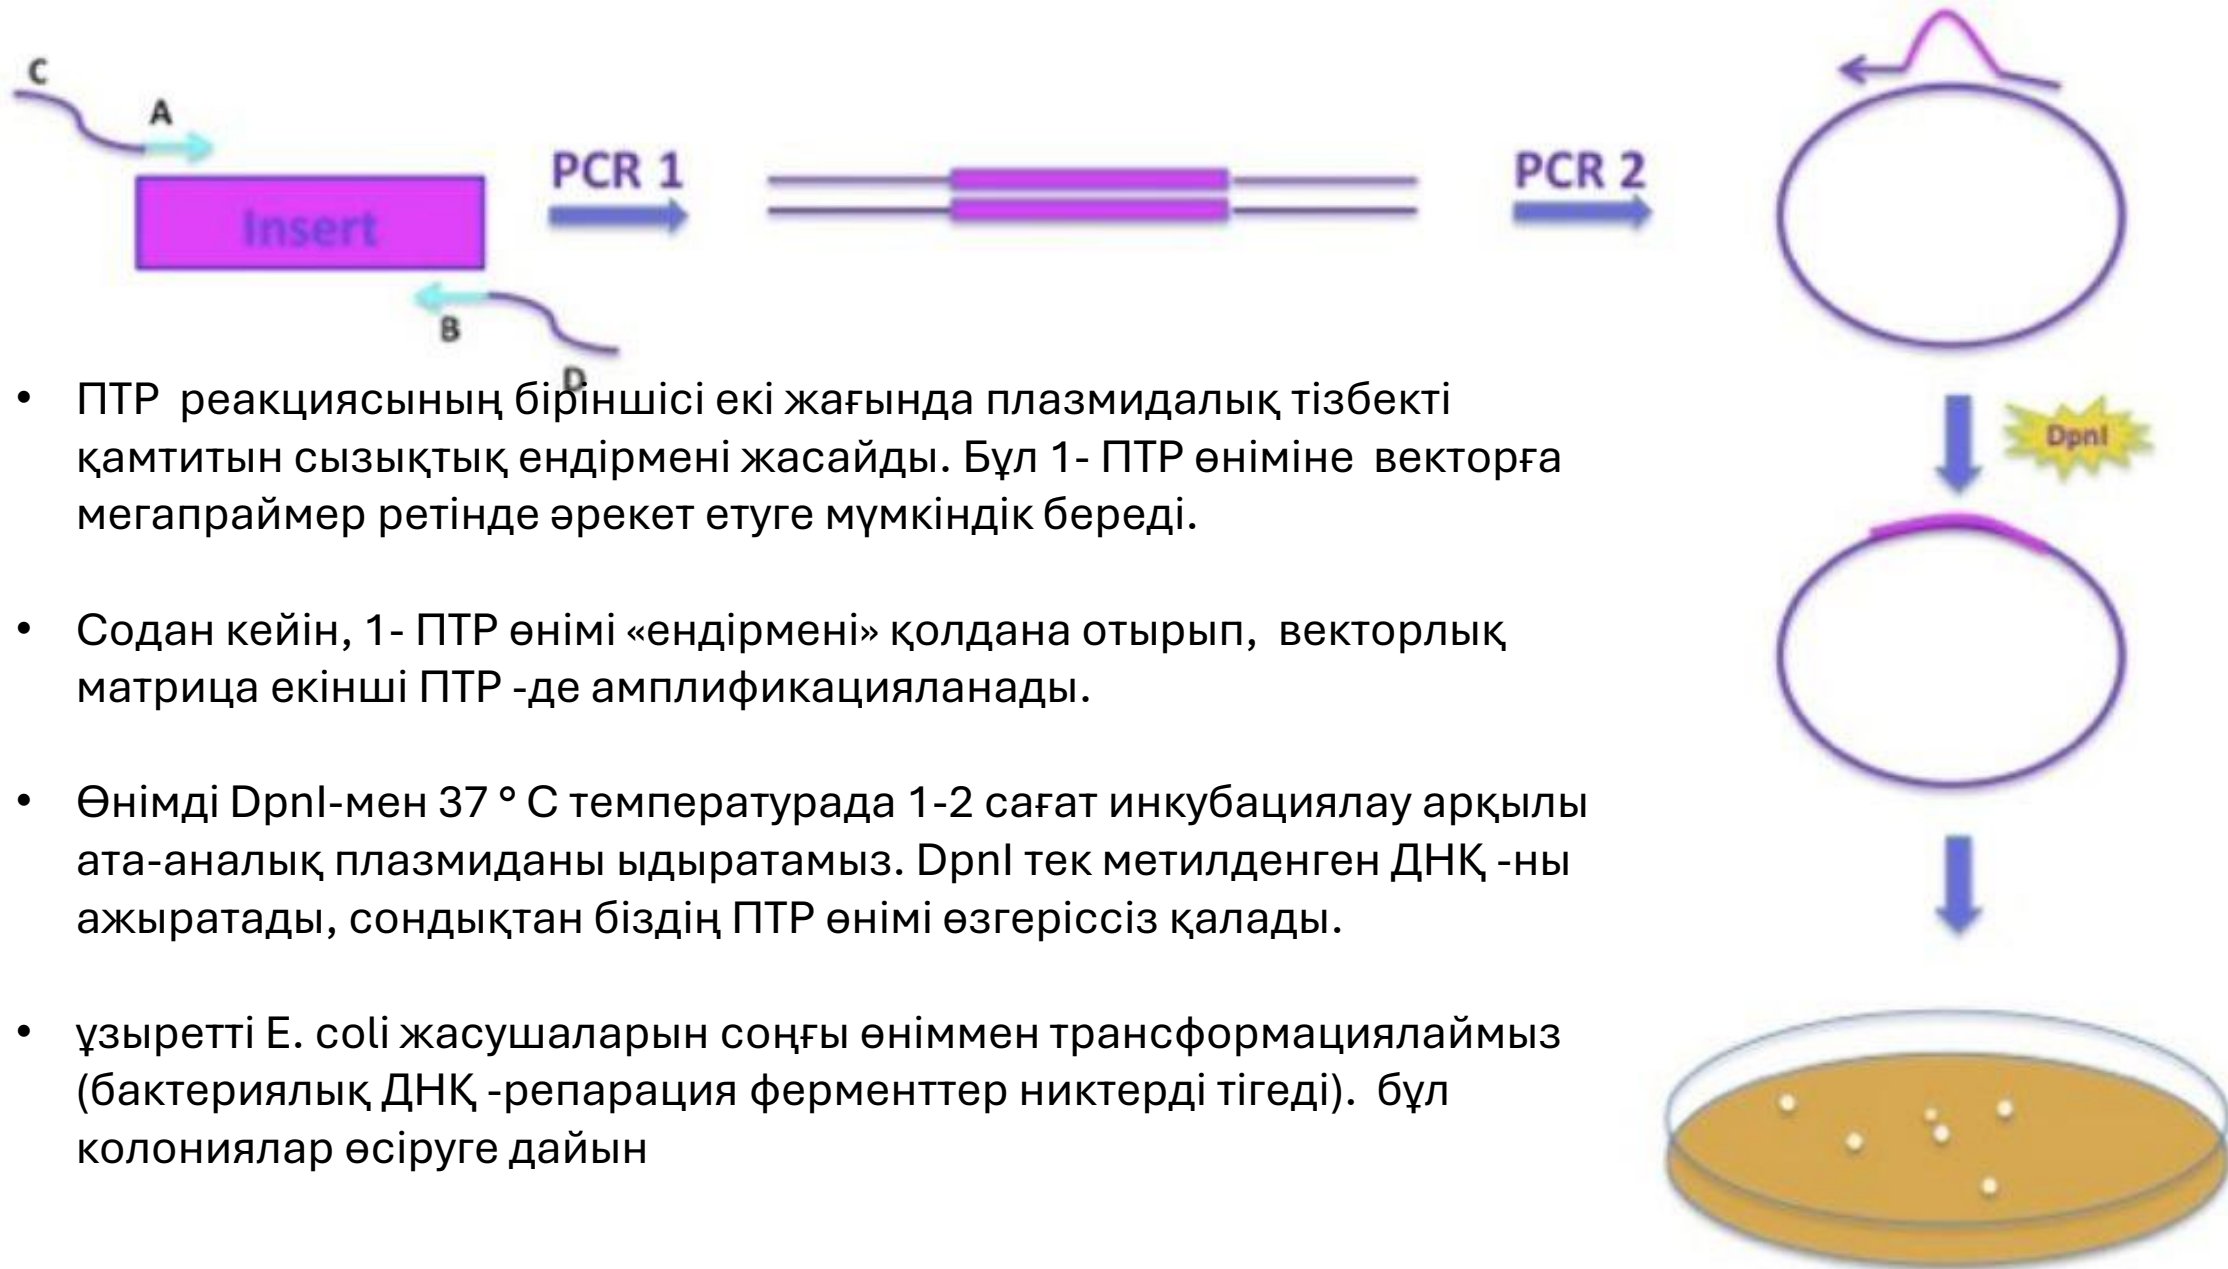 C
A
PCR 1
PCR 2
Insert
B
D
• ПТР реакциясының біріншісі екі жағында плазмидалық тізбекті
қамтитын сызықтық ендірмені жасайды. Бұл 1- ПТР өніміне векторға
мегапраймер ретінде әрекет етуге мүмкіндік береді.
DpnI
• Содан кейін, 1- ПТР өнімі «ендірмені» қолдана отырып, векторлық
матрица екінші ПТР -де амплификацияланады.
• Өнімді DpnI-мен 37 ° C температурада 1-2 сағат инкубациялау арқылы
ата-аналық плазмиданы ыдыратамыз. DpnI тек метилденген ДНҚ -ны
ажыратады, сондықтан біздің ПТР өнімі өзгеріссіз қалады.
• ұзыретті E. coli жасушаларын соңғы өніммен трансформациялаймыз
(бактериялық ДНҚ -репарация ферменттер никтерді тігеді). бұл
колониялар өсіруге дайын